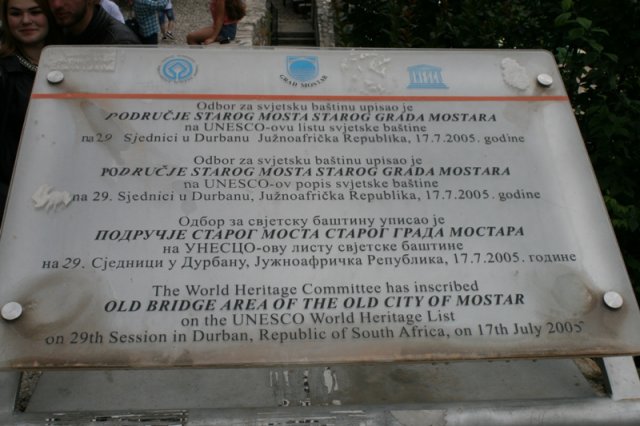 GRAD MOSTAR
Odbor za svjetsku baštinu upisao je
PODRUČJE STAROG MOSTA STAROG GRADA MOSTARA
na UNESCO-ovu listu svjetske baštine
na 29 Sjednici u Durbanu Južnoafrička Republika, 17.7.2005. godine
Odbor za svjetsku baštinu upisao je
PODRUČJE STAROG MOSTA STAROG GRADA MOSTARA
na UNESCO-ov popis svjetske baštine
na 29. Sjednici u Durbanu, Južnoafrička Republika, 17.7.2005. godine
Одбор за свјетску баштину уписао је
ПОДРУЧЈЕ СТАРОГ МОСТА СТАРОГ ГРАДА МОСТАРА
на УНЕСЦО-ову листу свјетске баштине
на 29. Сједници у Дурбану, Јужноафричка Република, 17.7.2005. године
The World Heritage Committee has inscribed
OLD BRIDGE AREA OF THE OLD CITY OF MOSTAR
on the UNESCO World Heritage List
on 29th Session in Durban, Republic of South Africa, on 17th July 2005